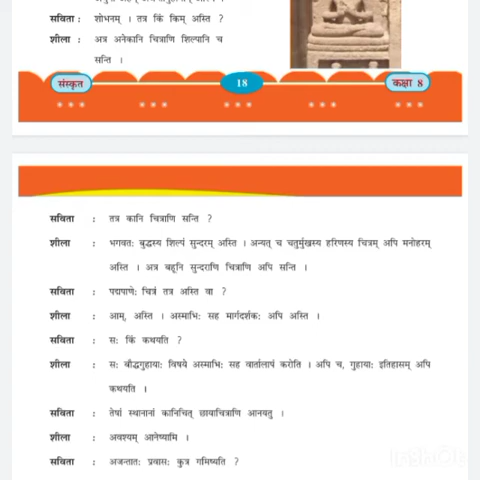 सविता : शोभनम् । तत्र किं किम् अस्ति ?
शीला : अत्र अनेकानि चित्राणि शिल्पानि च
सन्ति ।
संस्कृत 18 कक्षा 8
सविता : तत्र कानि चित्राणि सन्ति ?
शीला : भगवत: बुद्धस्य शिल्पं सुन्दरम् अस्ति । अन्यत् च चतुर्मुखस्य हरिणस्य चित्रम् अपि मनोहरम्
अस्ति । अत्र बहूनि सुन्दराणि चित्राणि अपि सन्ति ।
सविता : पद्मपाणे: चित्रं तत्र अस्ति वा ?
शीला : आम्, अस्ति । अस्माभि: सह मार्गदर्शक: अपि अस्ति ।
सविता : स: किं कथयति ?
शीला : स: बौद्धगुहाया: विषये अस्माभि: सह वार्तालापं करोति । अपि च, गुहाया: इतिहासम् अपि
कथयति ।
सविता : तेषां स्थानानां कानिचित् छायाचित्राणि आनयतु ।
शीला : अवश्यम् आनेष्यामि ।
सविता : अजन्तात: प्रवास: कुत्र गमिष्यति ?